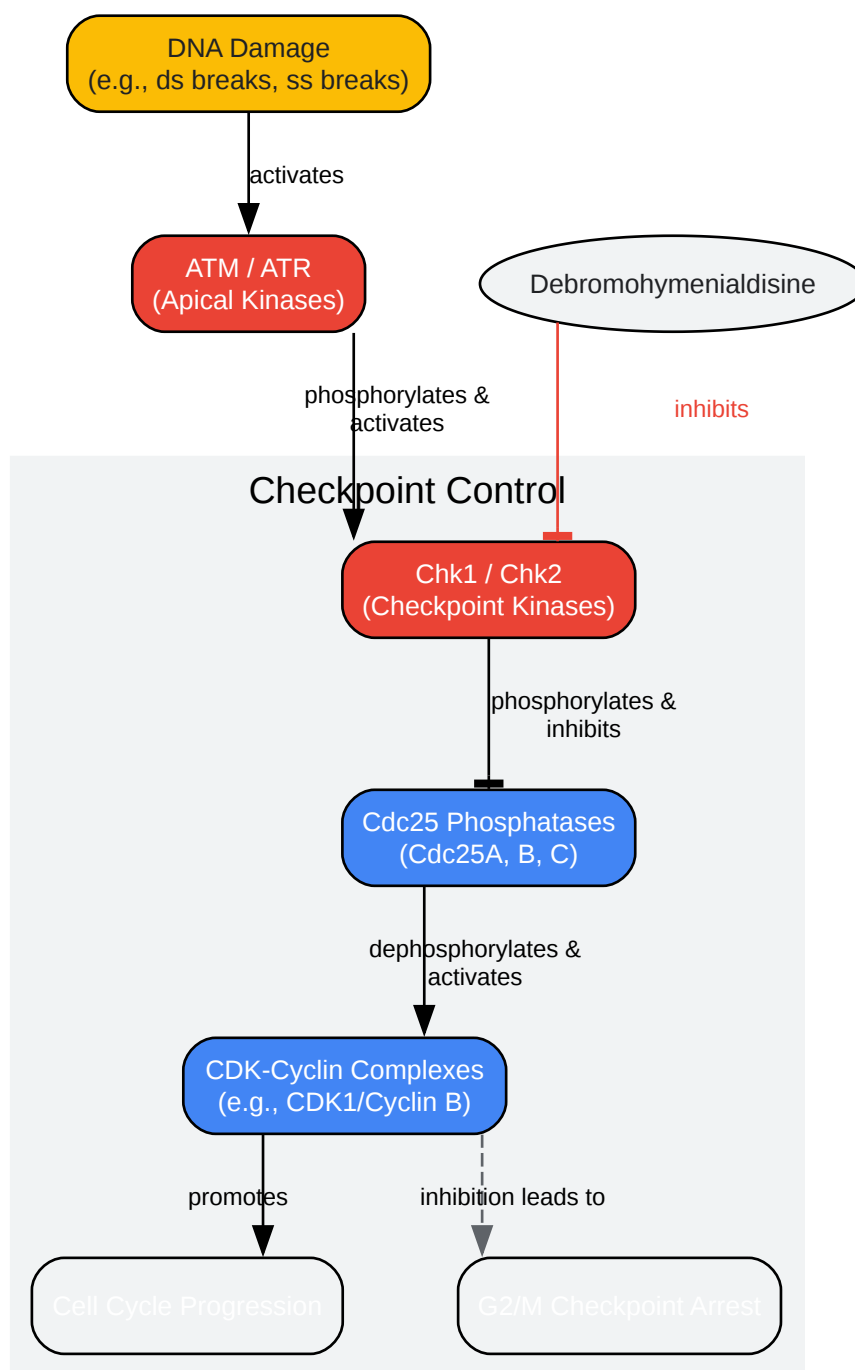 DNA Damage
(e.g., ds breaks, ss breaks)
activates
ATM / ATR
(Apical Kinases)
Debromohymenialdisine
phosphorylates &
activates
inhibits
Checkpoint Control
Chk1 / Chk2
(Checkpoint Kinases)
phosphorylates &
inhibits
Cdc25 Phosphatases
(Cdc25A, B, C)
dephosphorylates &
activates
CDK-Cyclin Complexes
(e.g., CDK1/Cyclin B)
promotes
inhibition leads to
Cell Cycle Progression
G2/M Checkpoint Arrest